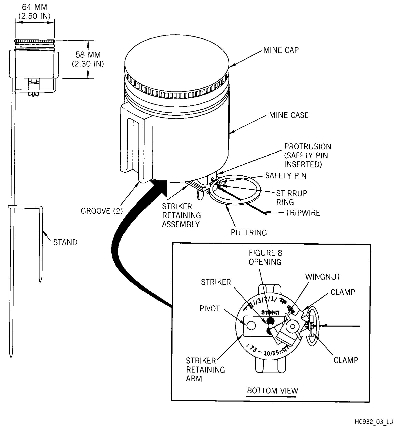 64 MM
(2.50 IN)
58 MM
(2.30 IN)
MINE CAP
MINE CASE
PROTRUSION
(SAFETY PIN
INSERTED)
SAFETY PIN
STIRRUP
RING
TRIPWIRE
PULL RING
STRIKER
RETAINING
ASSEMBLY
GROOVE (2)
STAND
FIGURE 8
OPENING
STRIKER
WINGNUT
CLAMP
PIVOT
CLAMP
STRIKER
RETAINING
ARM
BOTTOM VIEW